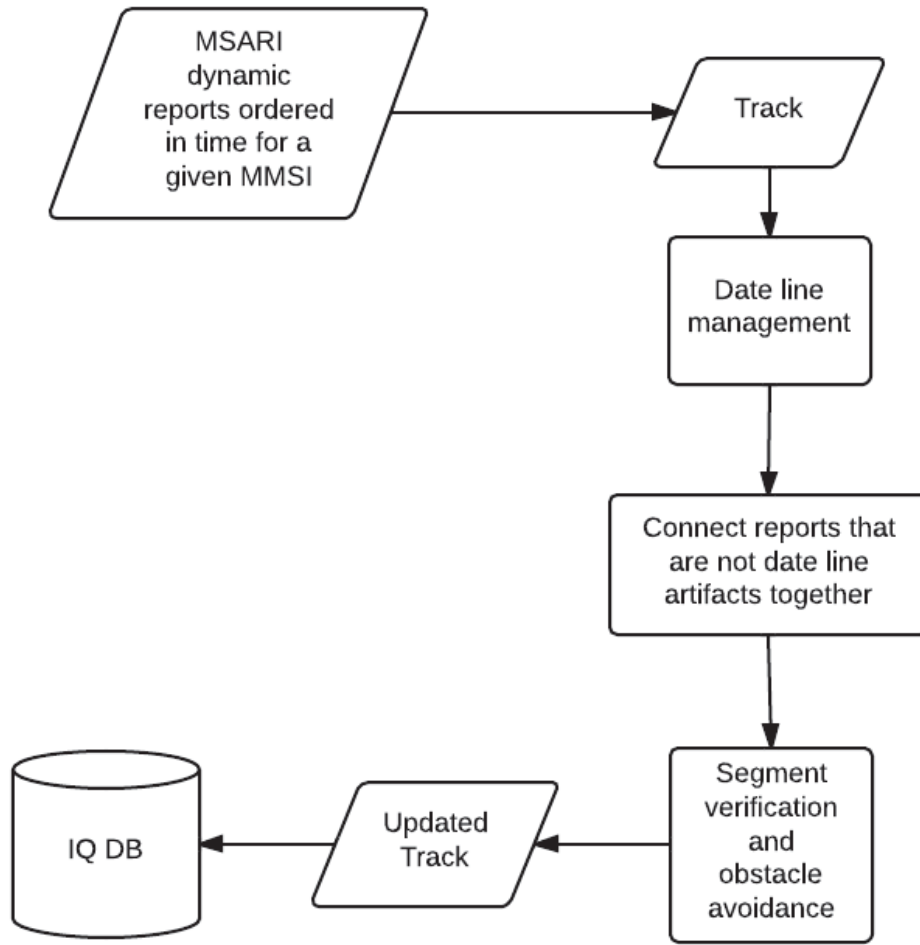 MSARI
dynamic
reports ordered
in time for a
given MMSI
Track
Date line
management
Connect reports that
are not date line
artifacts together
Segment
verification
and
obstacle
avoidance
Updated
Track
IQ DB